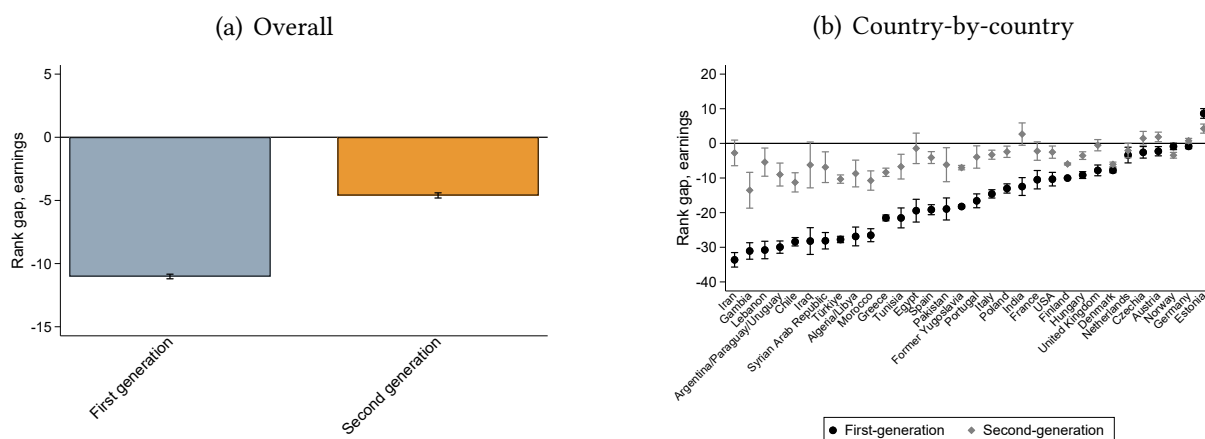 (a) Overall
5
0
-5
-10
-15
Rank gap, earnings
First generation
Second generation
(b) Country-by-country
20
10
0
-10
-20
-30
-40
Rank gap, earnings
Iran
Gambia
Lebanon
Argentina/Paraguay/Uruguay
Chile
Iraq
Syrian Arab Republic
Türkiye
Algeria/Libya
Morocco
Greece
Tunisia
Egypt
Spain
Pakistan
Former Yugoslavia
Portugal
Italy
Poland
India
France
USA
Finland
Hungary
United Kingdom
Denmark
Netherlands
Czechia
Austria
Norway
Germany
Estonia
First-generation
Second-generation